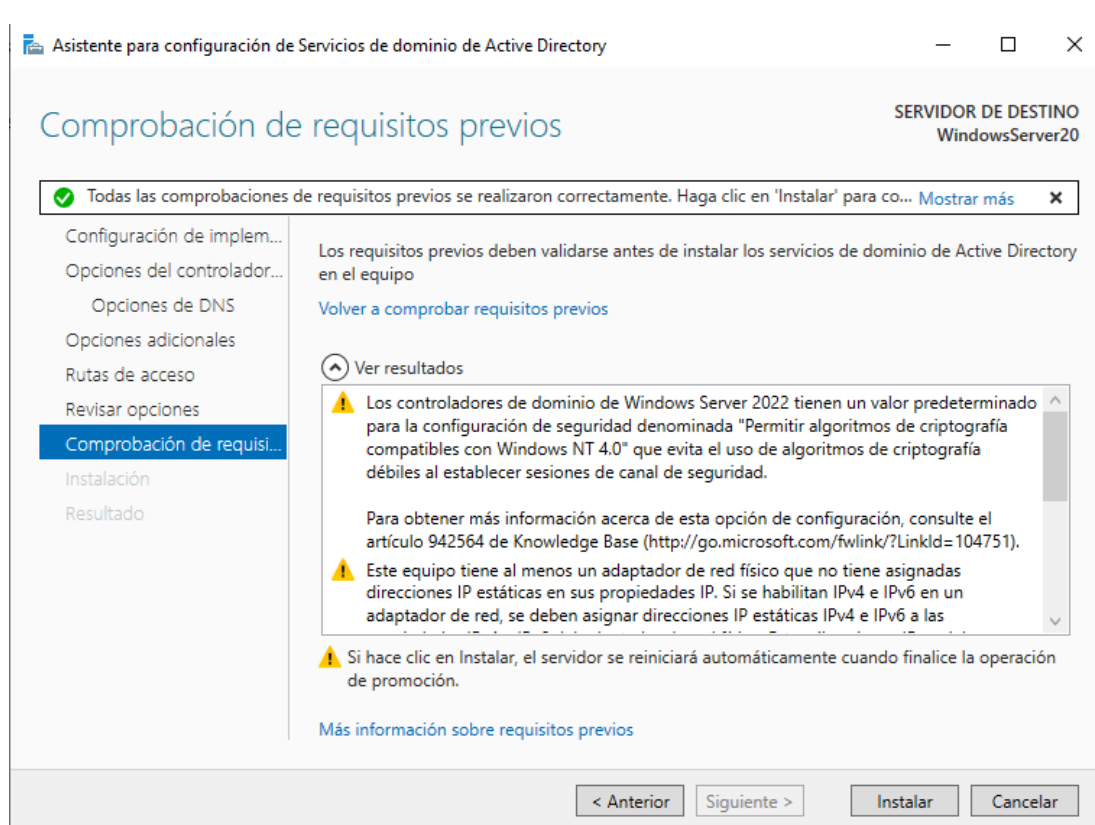 Asistente para configuración de Servicios de dominio de Active Directory
Comprobación de requisitos previos
SERVIDOR DE DESTINO
WindowsServer20
Todas las comprobaciones de requisitos previos se realizaron correctamente. Haga clic en 'Instalar' para co... Mostrar más
Configuración de implem...
Opciones del controlador...
Opciones de DNS
Opciones adicionales
Rutas de acceso
Revisar opciones
Comprobación de requisi...
Instalación
Resultado
Los requisitos previos deben validarse antes de instalar los servicios de dominio de Active Directory
en el equipo
Volver a comprobar requisitos previos
Ver resultados
Los controladores de dominio de Windows Server 2022 tienen un valor predeterminado
para la configuración de seguridad denominada "Permitir algoritmos de criptografía
compatibles con Windows NT 4.0" que evita el uso de algoritmos de criptografía
débiles al establecer sesiones de canal de seguridad.
Para obtener más información acerca de esta opción de configuración, consulte el
artículo 942564 de Knowledge Base (http://go.microsoft.com/fwlink/?LinkId=104751).
Este equipo tiene al menos un adaptador de red físico que no tiene asignadas
direcciones IP estáticas en sus propiedades IP. Si se habilitan IPv4 e IPv6 en un
adaptador de red, se deben asignar direcciones IP estáticas IPv4 e IPv6 a las
Si hace clic en Instalar, el servidor se reiniciará automáticamente cuando finalice la operación
de promoción.
Más información sobre requisitos previos
< Anterior
Siguiente >
Instalar
Cancelar